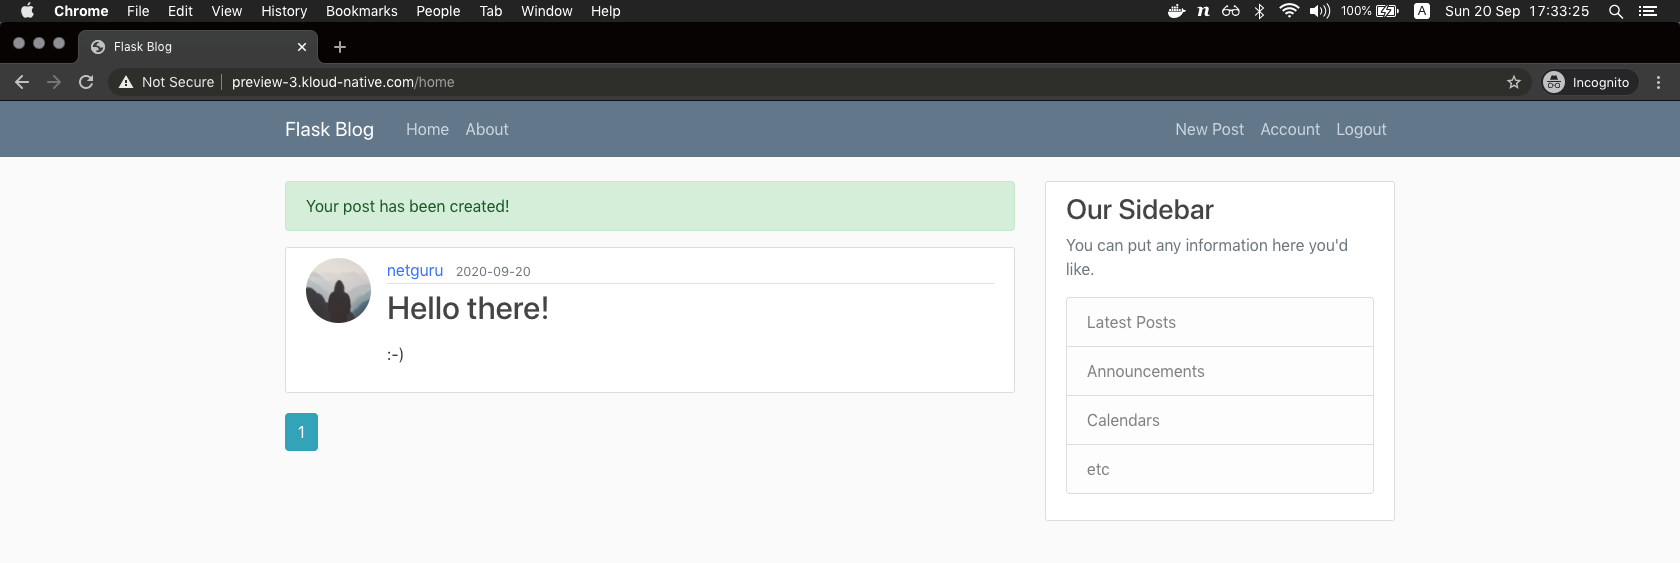 Chrome File Edit View History Bookmarks People Tab Window Help 100% A Sun 20 Sep 17:33:25
Flask Blog
Not Secure preview-3.kloud-native.com/home Incognito
Flask Blog Home About New Post Account Logout
Your post has been created!
netguru 2020-09-20
Hello there!
:-)
1
Our Sidebar
You can put any information here you'd
like.
Latest Posts
Announcements
Calendars
etc